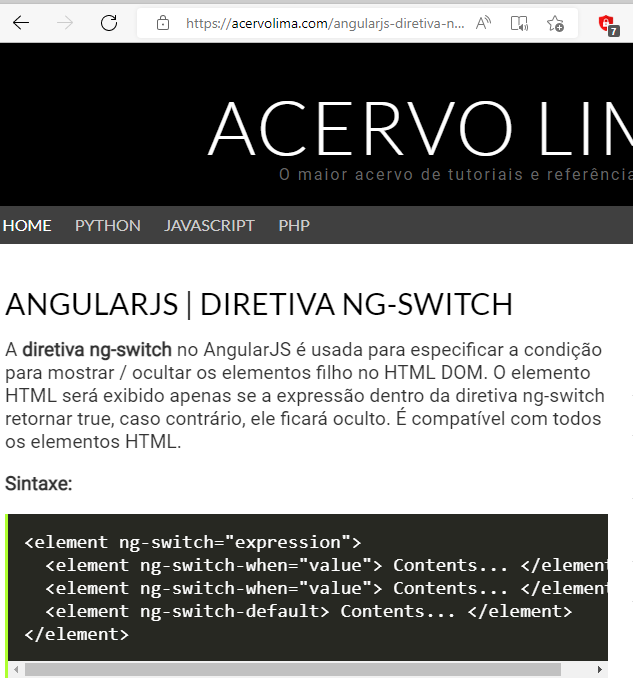 https://acervolima.com/angularjs-diretiva-n...
7
ACERVO LIM
O maior acervo de tutoriais e referência
HOME PYTHON JAVASCRIPT PHP
ANGULARJS | DIRETIVA NG-SWITCH
A diretiva ng-switch no AngularJS é usada para especificar a condição
para mostrar / ocultar os elementos filho no HTML DOM. O elemento
HTML será exibido apenas se a expressão dentro da diretiva ng-switch
retornar true, caso contrário, ele ficará oculto. É compatível com todos
os elementos HTML.
Sintaxe:
<element ng-switch="expression">
<element ng-switch-when="value"> Contents... </element
<element ng-switch-when="value"> Contents... </element
<element ng-switch-default> Contents... </element>
</element>